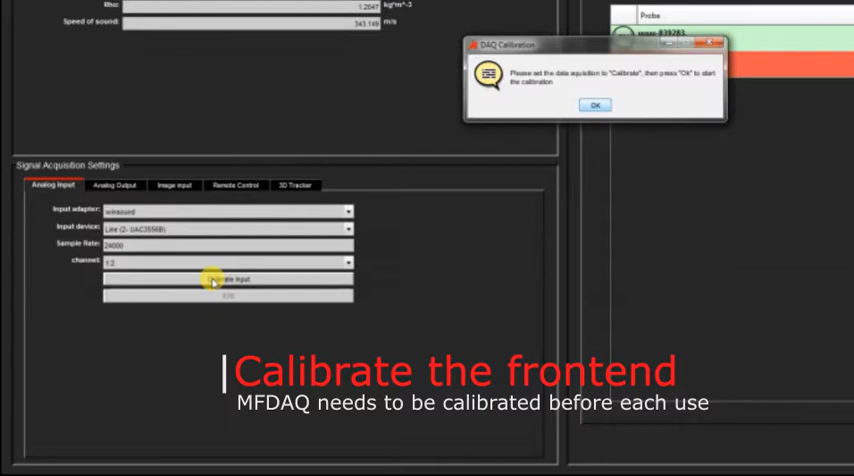 Rho:
1.2047
kg*m^-3
Speed of sound:
343.149
m/s
Probe
DAQ Calibration
Please set the data aquisition to "Calibrate", then press "Ok" to start
the calibration
OK
Signal Acquisition Settings
Analog Input
Analog Output
Image input
Remote Control
3D Tracker
Input adapter:
winsound
Input device:
Line (2- UAC3556B)
Sample Rate:
24000
channel:
1 2
Input
Calibrate the frontend
MFDAQ needs to be calibrated before each use